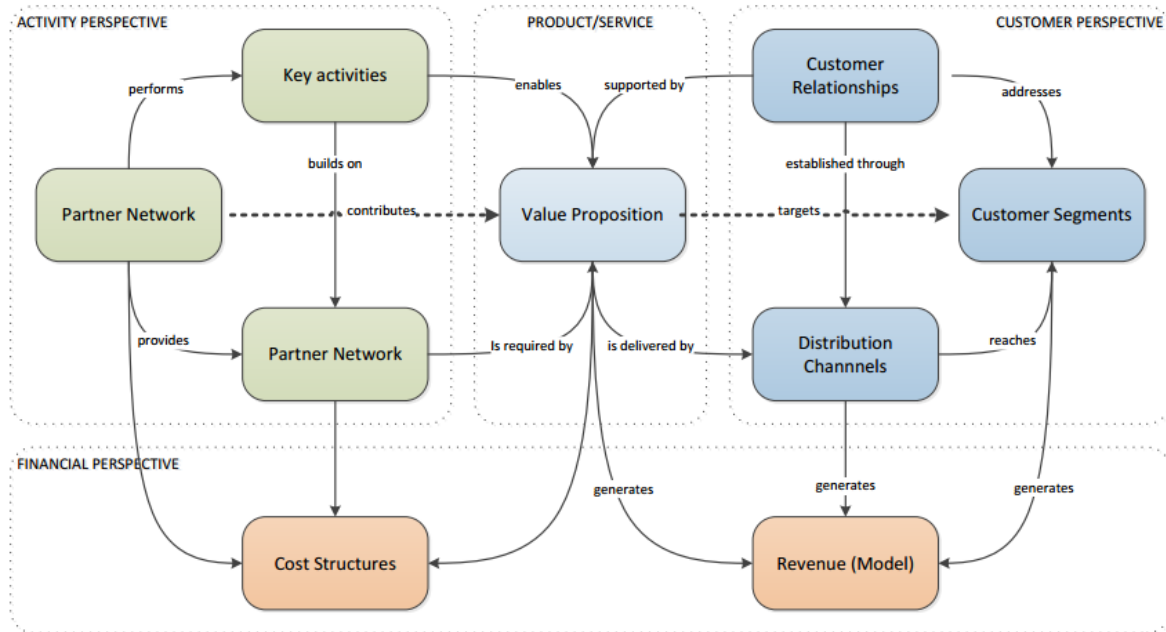 ACTIVITY PERSPECTIVE
PRODUCT/SERVICE
CUSTOMER PERSPECTIVE
Key activities
Customer
Relationships
performs
enables
supported by
addresses
builds on
established through
Partner Network
contributes
Value Proposition
targets
Customer Segments
provides
Partner Network
Is required by
is delivered by
Distribution
Channnels
reaches
FINANCIAL PERSPECTIVE
generates
generates
generates
Cost Structures
Revenue (Model)